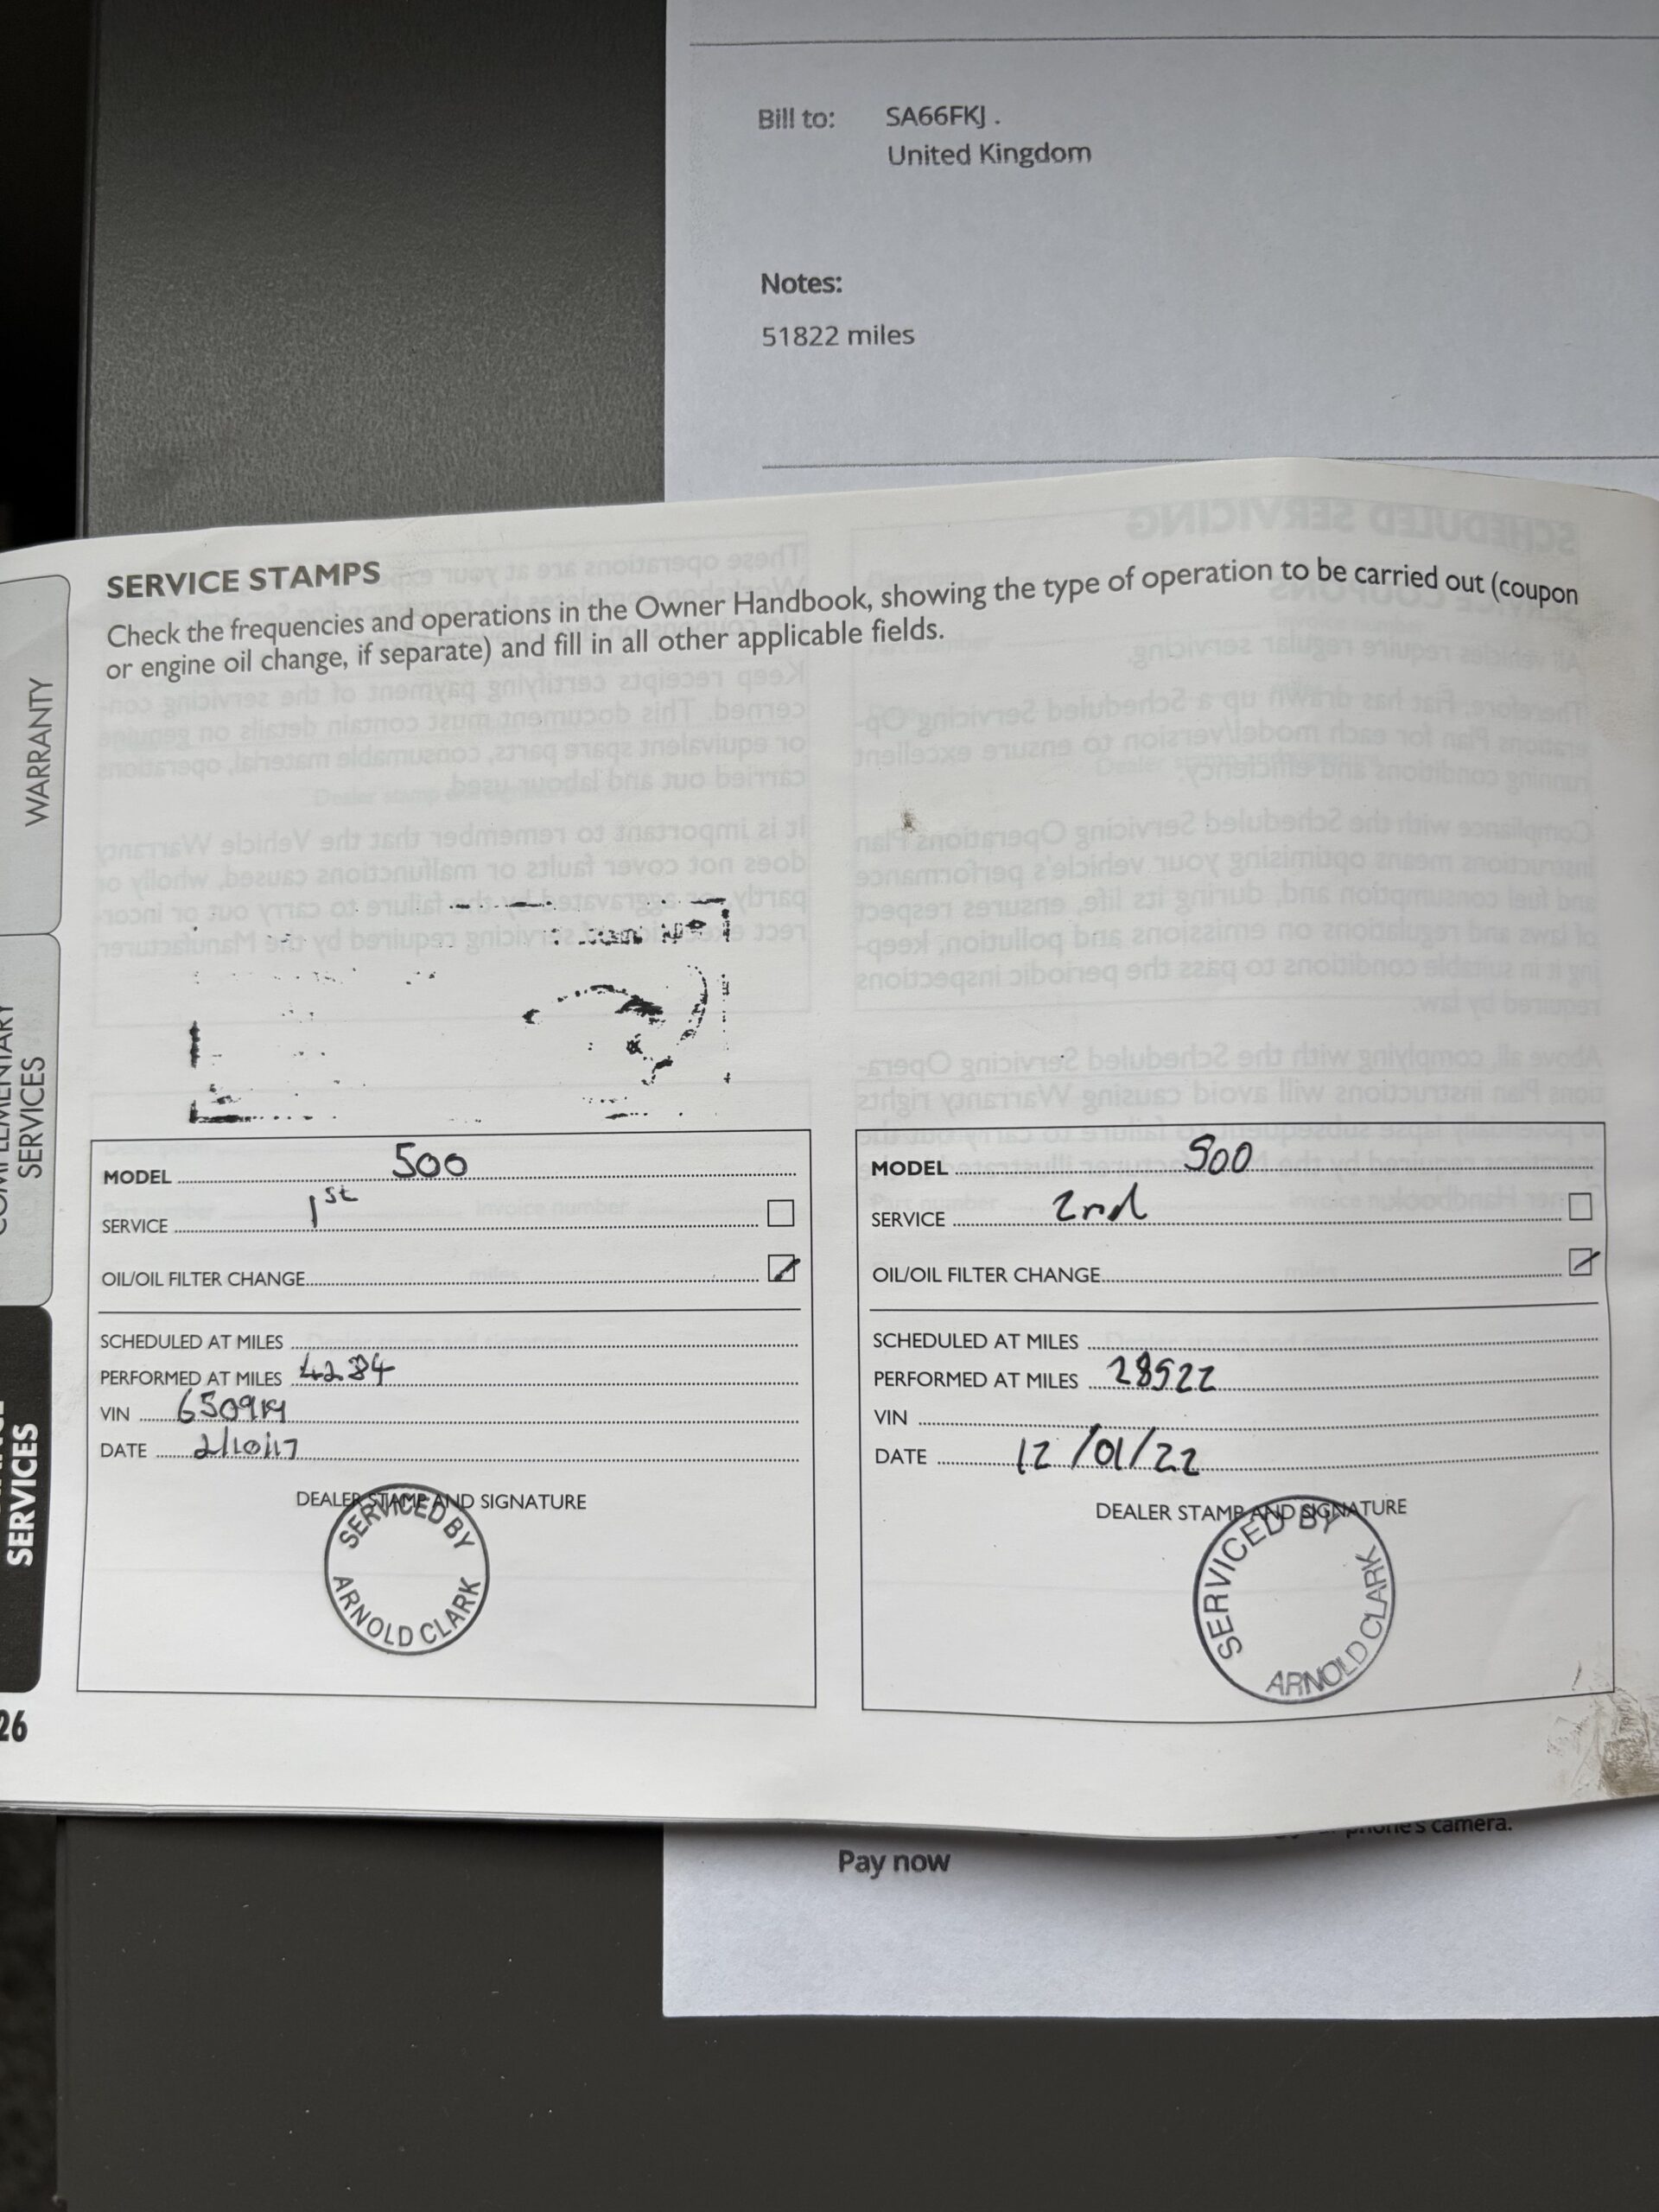 Bill to: SA66FKJ .
United Kingdom
Notes:
51822 miles
SERVICE STAMPS
Check the frequencies and operations in the Owner Handbook, showing the type of operation to be carried out (coupon
or engine oil change, if separate) and fill in all other applicable fields.
WARRANTY
SERVICES
SERVICES
26
MODEL 500
SERVICE 1st
OIL/OIL FILTER CHANGE
SCHEDULED AT MILES
PERFORMED AT MILES 4284
VIN
DATE 2/10/17
DEALER STAMP AND SIGNATURE
SERVICED BY
ARNOLD CLARK
MODEL 500
SERVICE 2nd
OIL/OIL FILTER CHANGE
SCHEDULED AT MILES
PERFORMED AT MILES 28522
VIN
DATE 12/01/22
DEALER STAMP AND SIGNATURE
SERVICED BY
ARNOLD CLARK
phone's camera.
Pay now